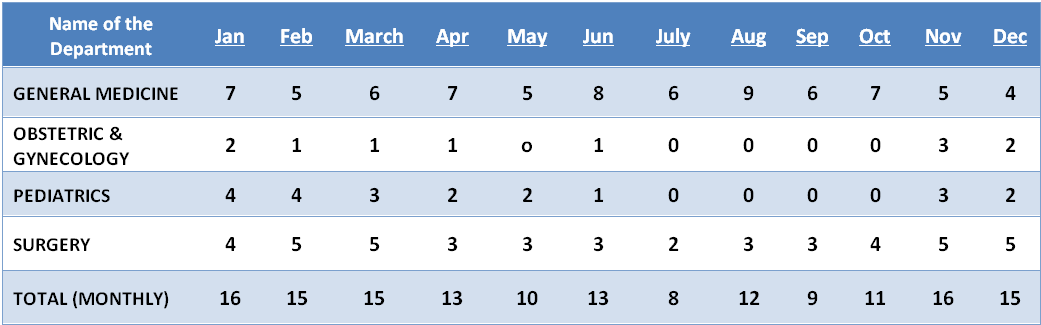 Name of the Department Jan Feb March Apr May Jun July Aug Sep Oct Nov Dec
GENERAL MEDICINE 7 5 6 7 5 8 6 9 6 7 5 4
OBSTETRIC & GYNECOLOGY 2 1 1 1 o 1 0 0 0 0 3 2
PEDIATRICS 4 4 3 2 2 1 0 0 0 0 3 2
SURGERY 4 5 5 3 3 3 2 3 3 4 5 5
TOTAL (MONTHLY) 16 15 15 13 10 13 8 12 9 11 16 15